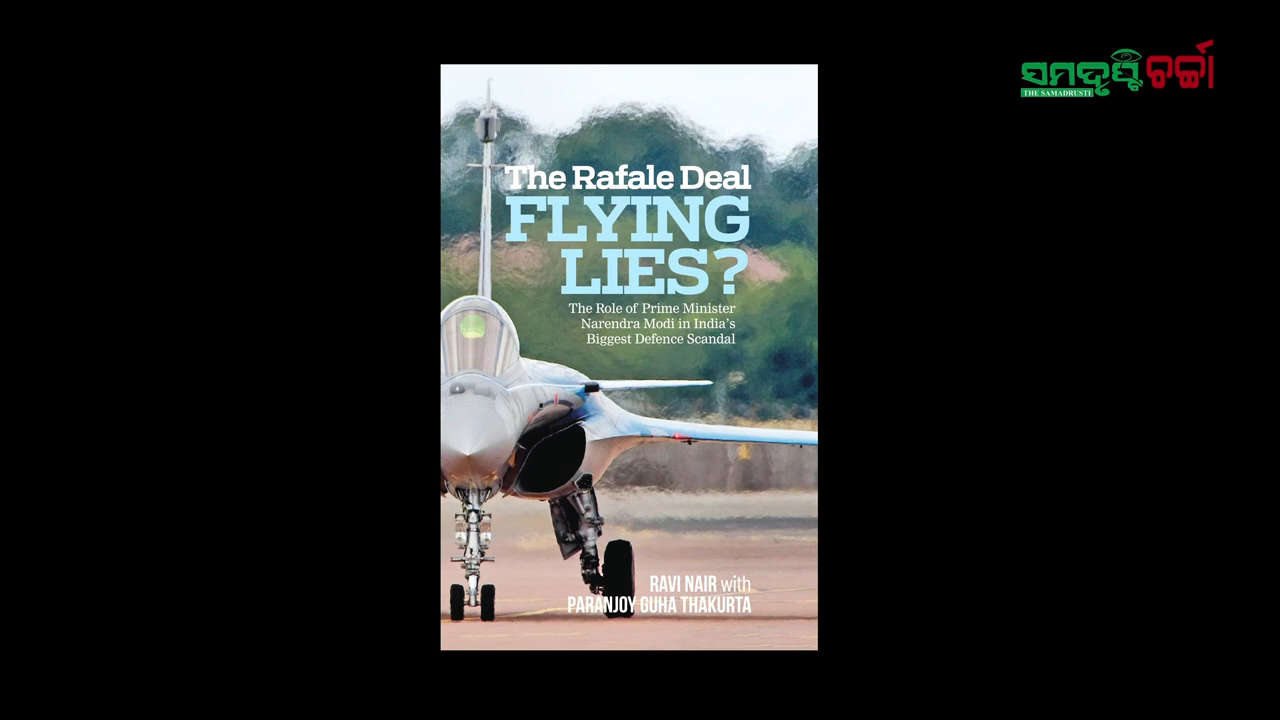 ସମଦୃଷ୍ଟି ଚର୍ଚ୍ଚା
THE SAMADRUSTI
The Rafale Deal
FLYING
LIES?
The Role of Prime Minister
Narendra Modi in India's
Biggest Defence Scandal
RAVI NAIR with
PARANJOY GUHA THAKURTA